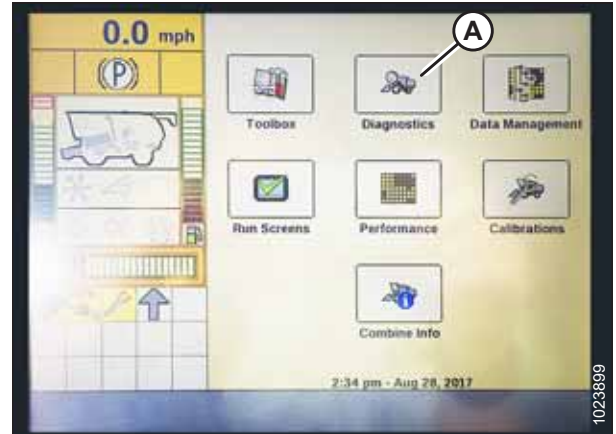 0.0 mph
(P)
A
Toolbox
Diagnostics
Data Management
Run Screens
Performance
Calibrations
Combine Info
2:34 pm - Aug 28, 2017
1023899